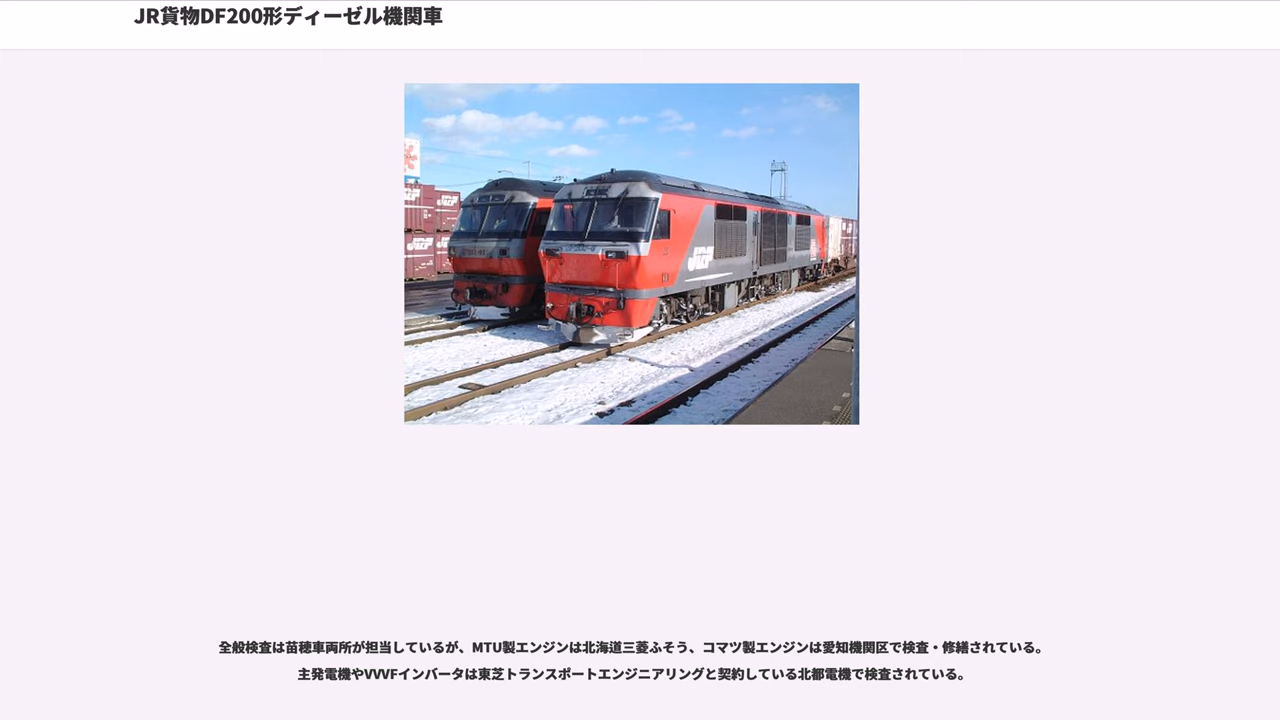 JR貨物DF200形ディーゼル機関車
全般検査は苗穂車両所が担当しているが、MTU製エンジンは北海道三菱ふそう、コマツ製エンジンは愛知機関区で検査・修繕されている。
主発電機やVVVFインバータは東芝トランスポートエンジニアリングと契約している北都電機で検査されている。